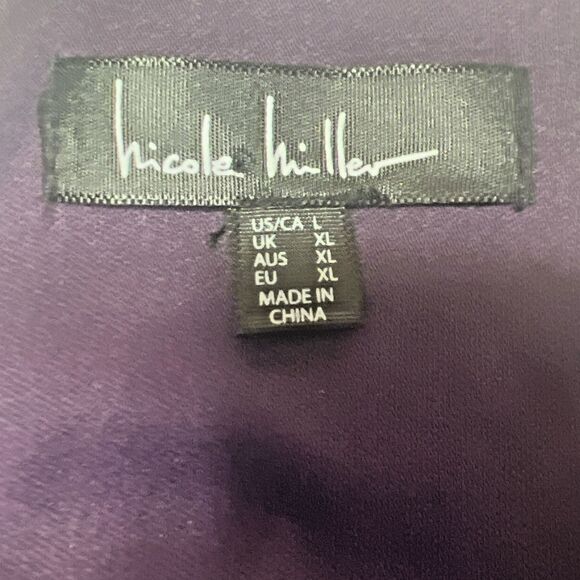 nicole miller
US/CA L
UK XL
AUS XL
EU XL
MADE IN
CHINA